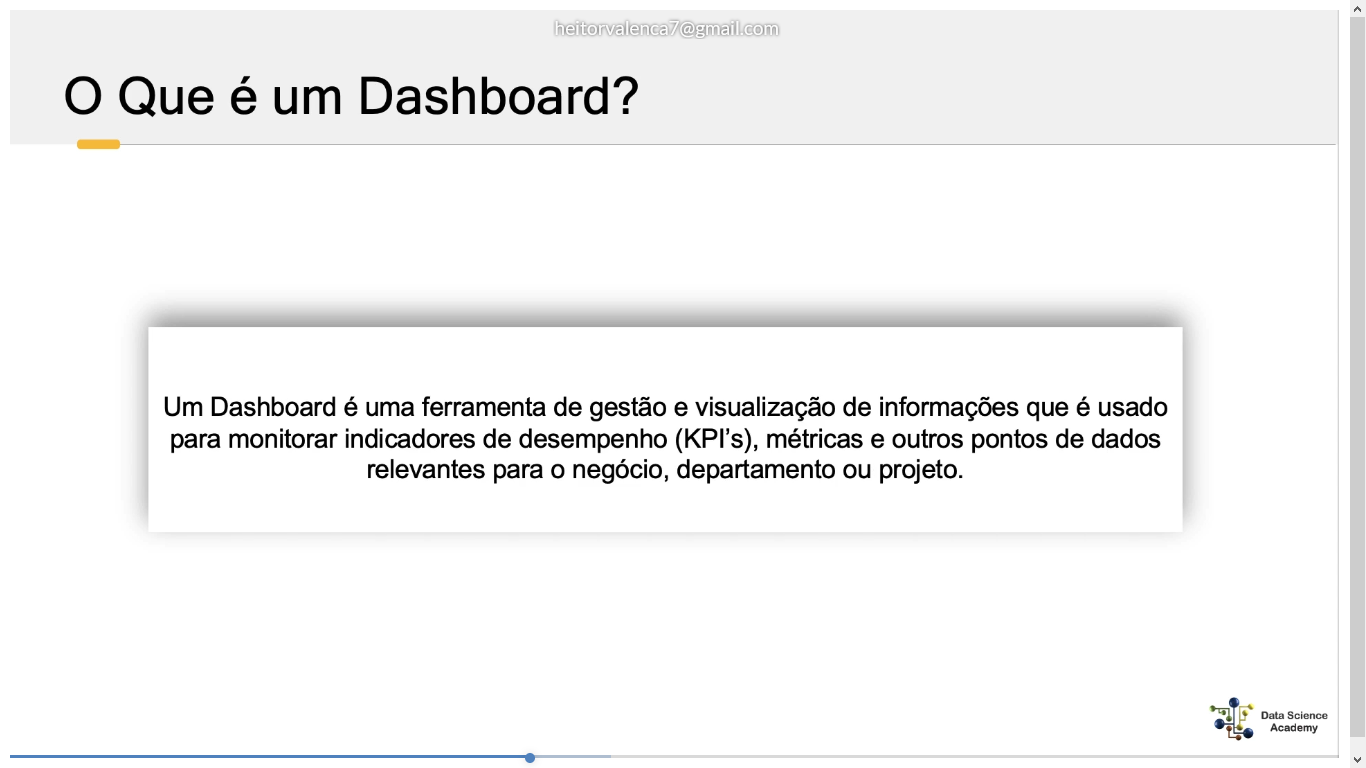 heitorvalenca7@gmail.com
O Que é um Dashboard?
Um Dashboard é uma ferramenta de gestão e visualização de informações que é usado
para monitorar indicadores de desempenho (KPI’s), métricas e outros pontos de dados
relevantes para o negócio, departamento ou projeto.
Data Science
Academy